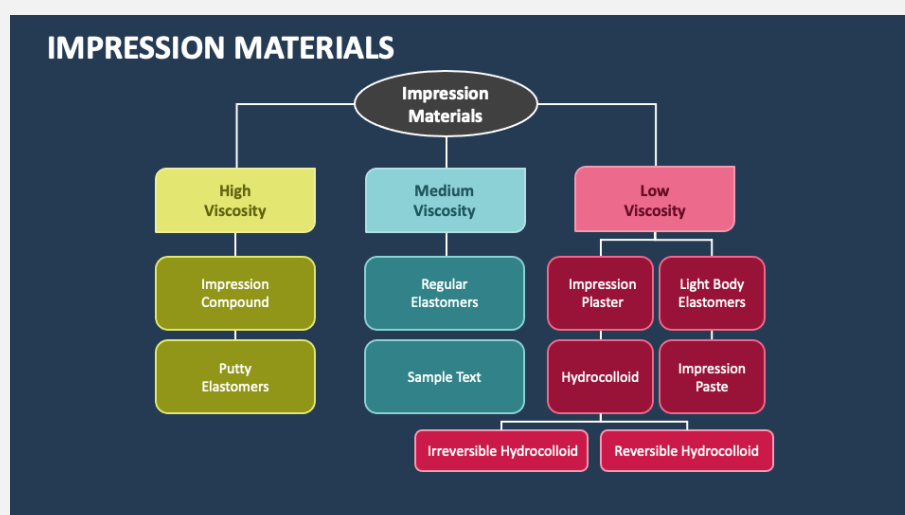 IMPRESSION MATERIALS
Impression
Materials
High
Viscosity
Medium
Viscosity
Low
Viscosity
Impression
Compound
Regular
Elastomers
Impression
Plaster
Light Body
Elastomers
Putty
Elastomers
Sample Text
Hydrocolloid
Impression
Paste
Irreversible Hydrocolloid
Reversible Hydrocolloid